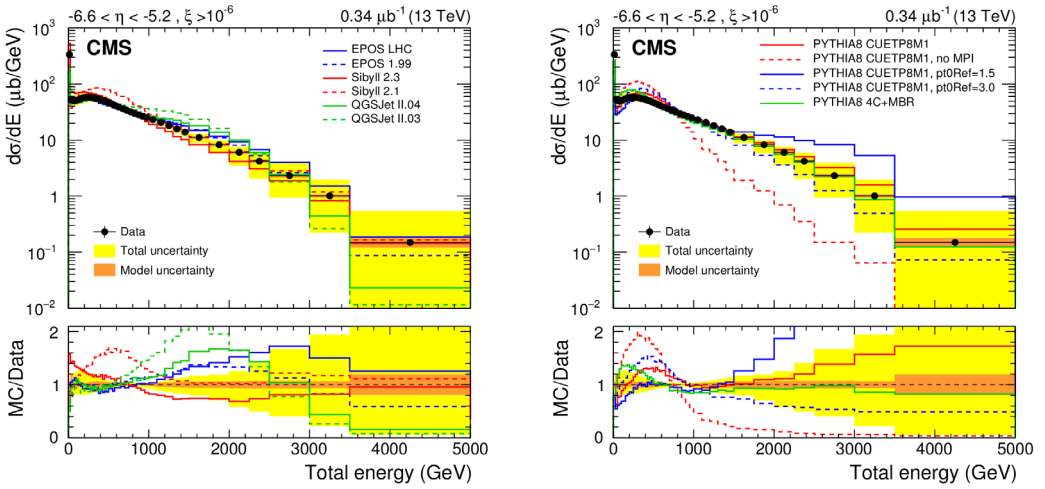 -6.6 < η < -5.2 , ξ >10⁻⁶ 0.34 μb⁻¹ (13 TeV)
CMS
dσ/dE (μb/GeV)
10³
10²
10
1
10⁻¹
10⁻²
EPOS LHC
EPOS 1.99
Sibyll 2.3
Sibyll 2.1
QGSJet II.04
QGSJet II.03
Data
Total uncertainty
Model uncertainty
MC/Data
2
1
0
0 1000 2000 3000 4000 5000
Total energy (GeV)
-6.6 < η < -5.2 , ξ >10⁻⁶ 0.34 μb⁻¹ (13 TeV)
CMS
dσ/dE (μb/GeV)
10³
10²
10
1
10⁻¹
10⁻²
PYTHIA8 CUETP8M1
PYTHIA8 CUETP8M1, no MPI
PYTHIA8 CUETP8M1, pt0Ref=1.5
PYTHIA8 CUETP8M1, pt0Ref=3.0
PYTHIA8 4C+MBR
Data
Total uncertainty
Model uncertainty
MC/Data
2
1
0
0 1000 2000 3000 4000 5000
Total energy (GeV)